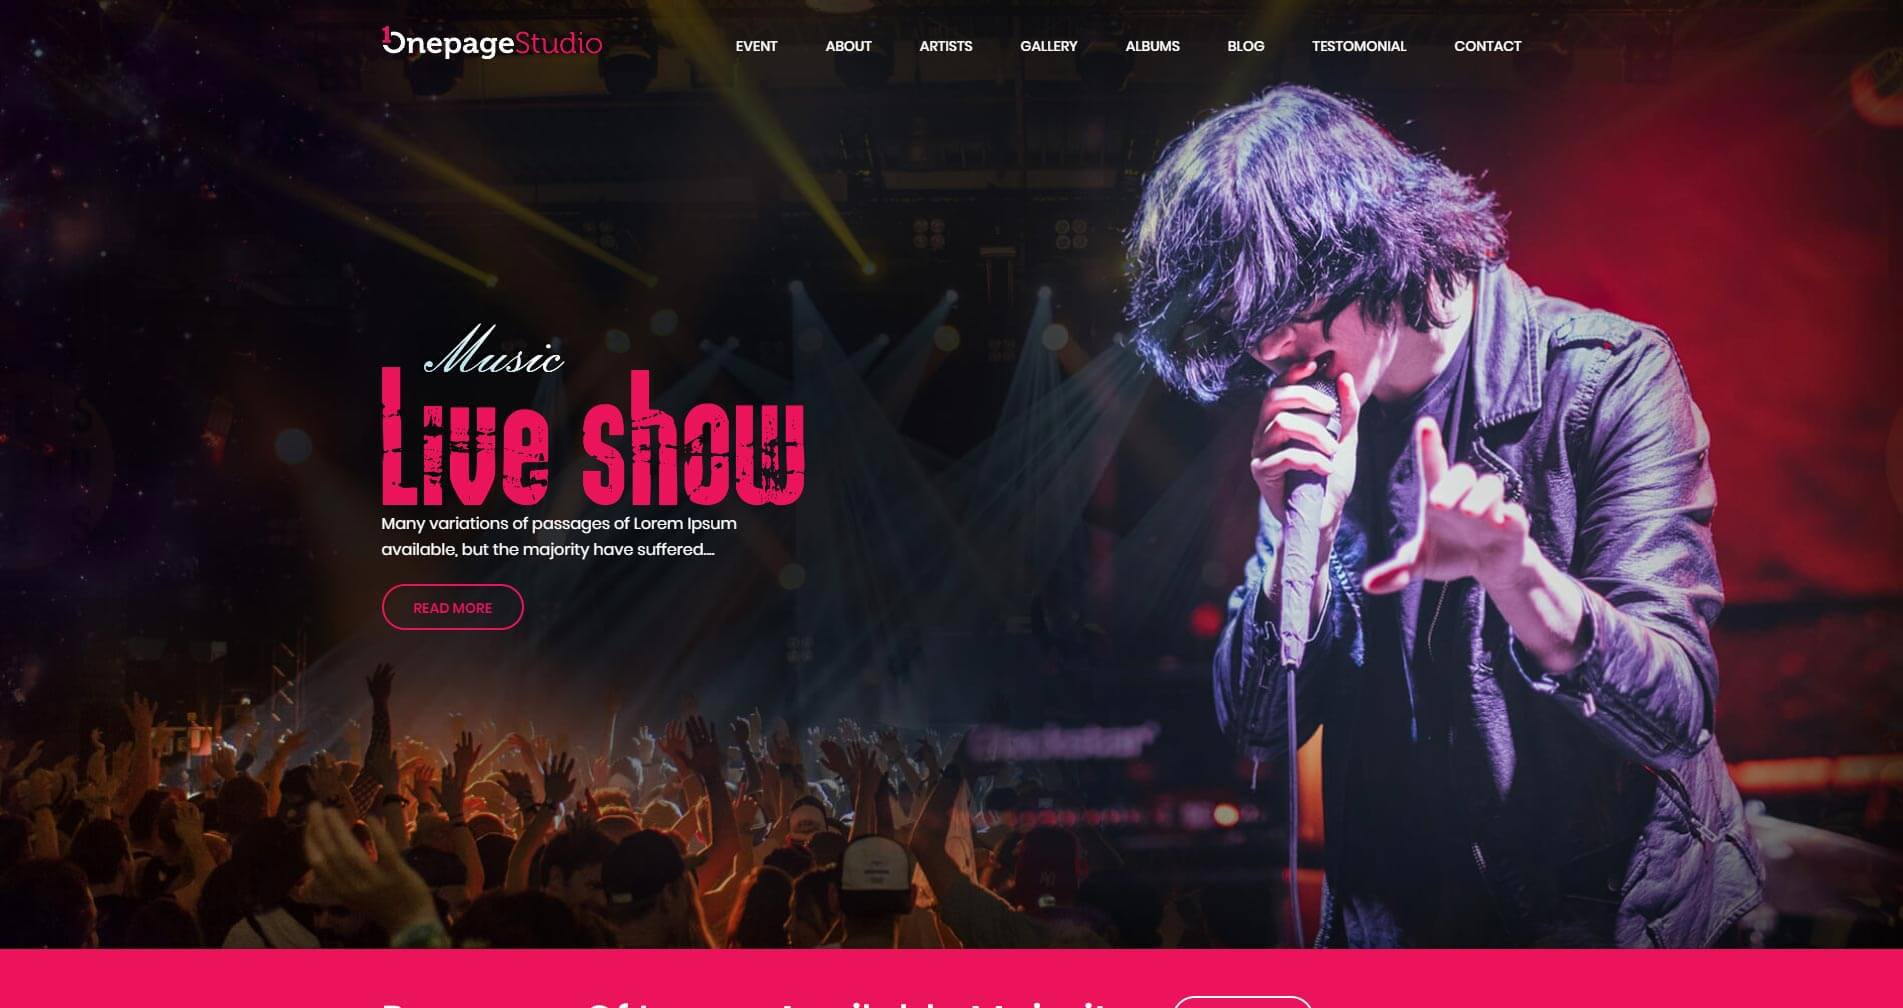 1OnepageStudio
EVENT ABOUT ARTISTS GALLERY ALBUMS BLOG TESTOMONIAL CONTACT
Music
Live show
Many variations of passages of Lorem Ipsum
available, but the majority have suffered....
READ MORE